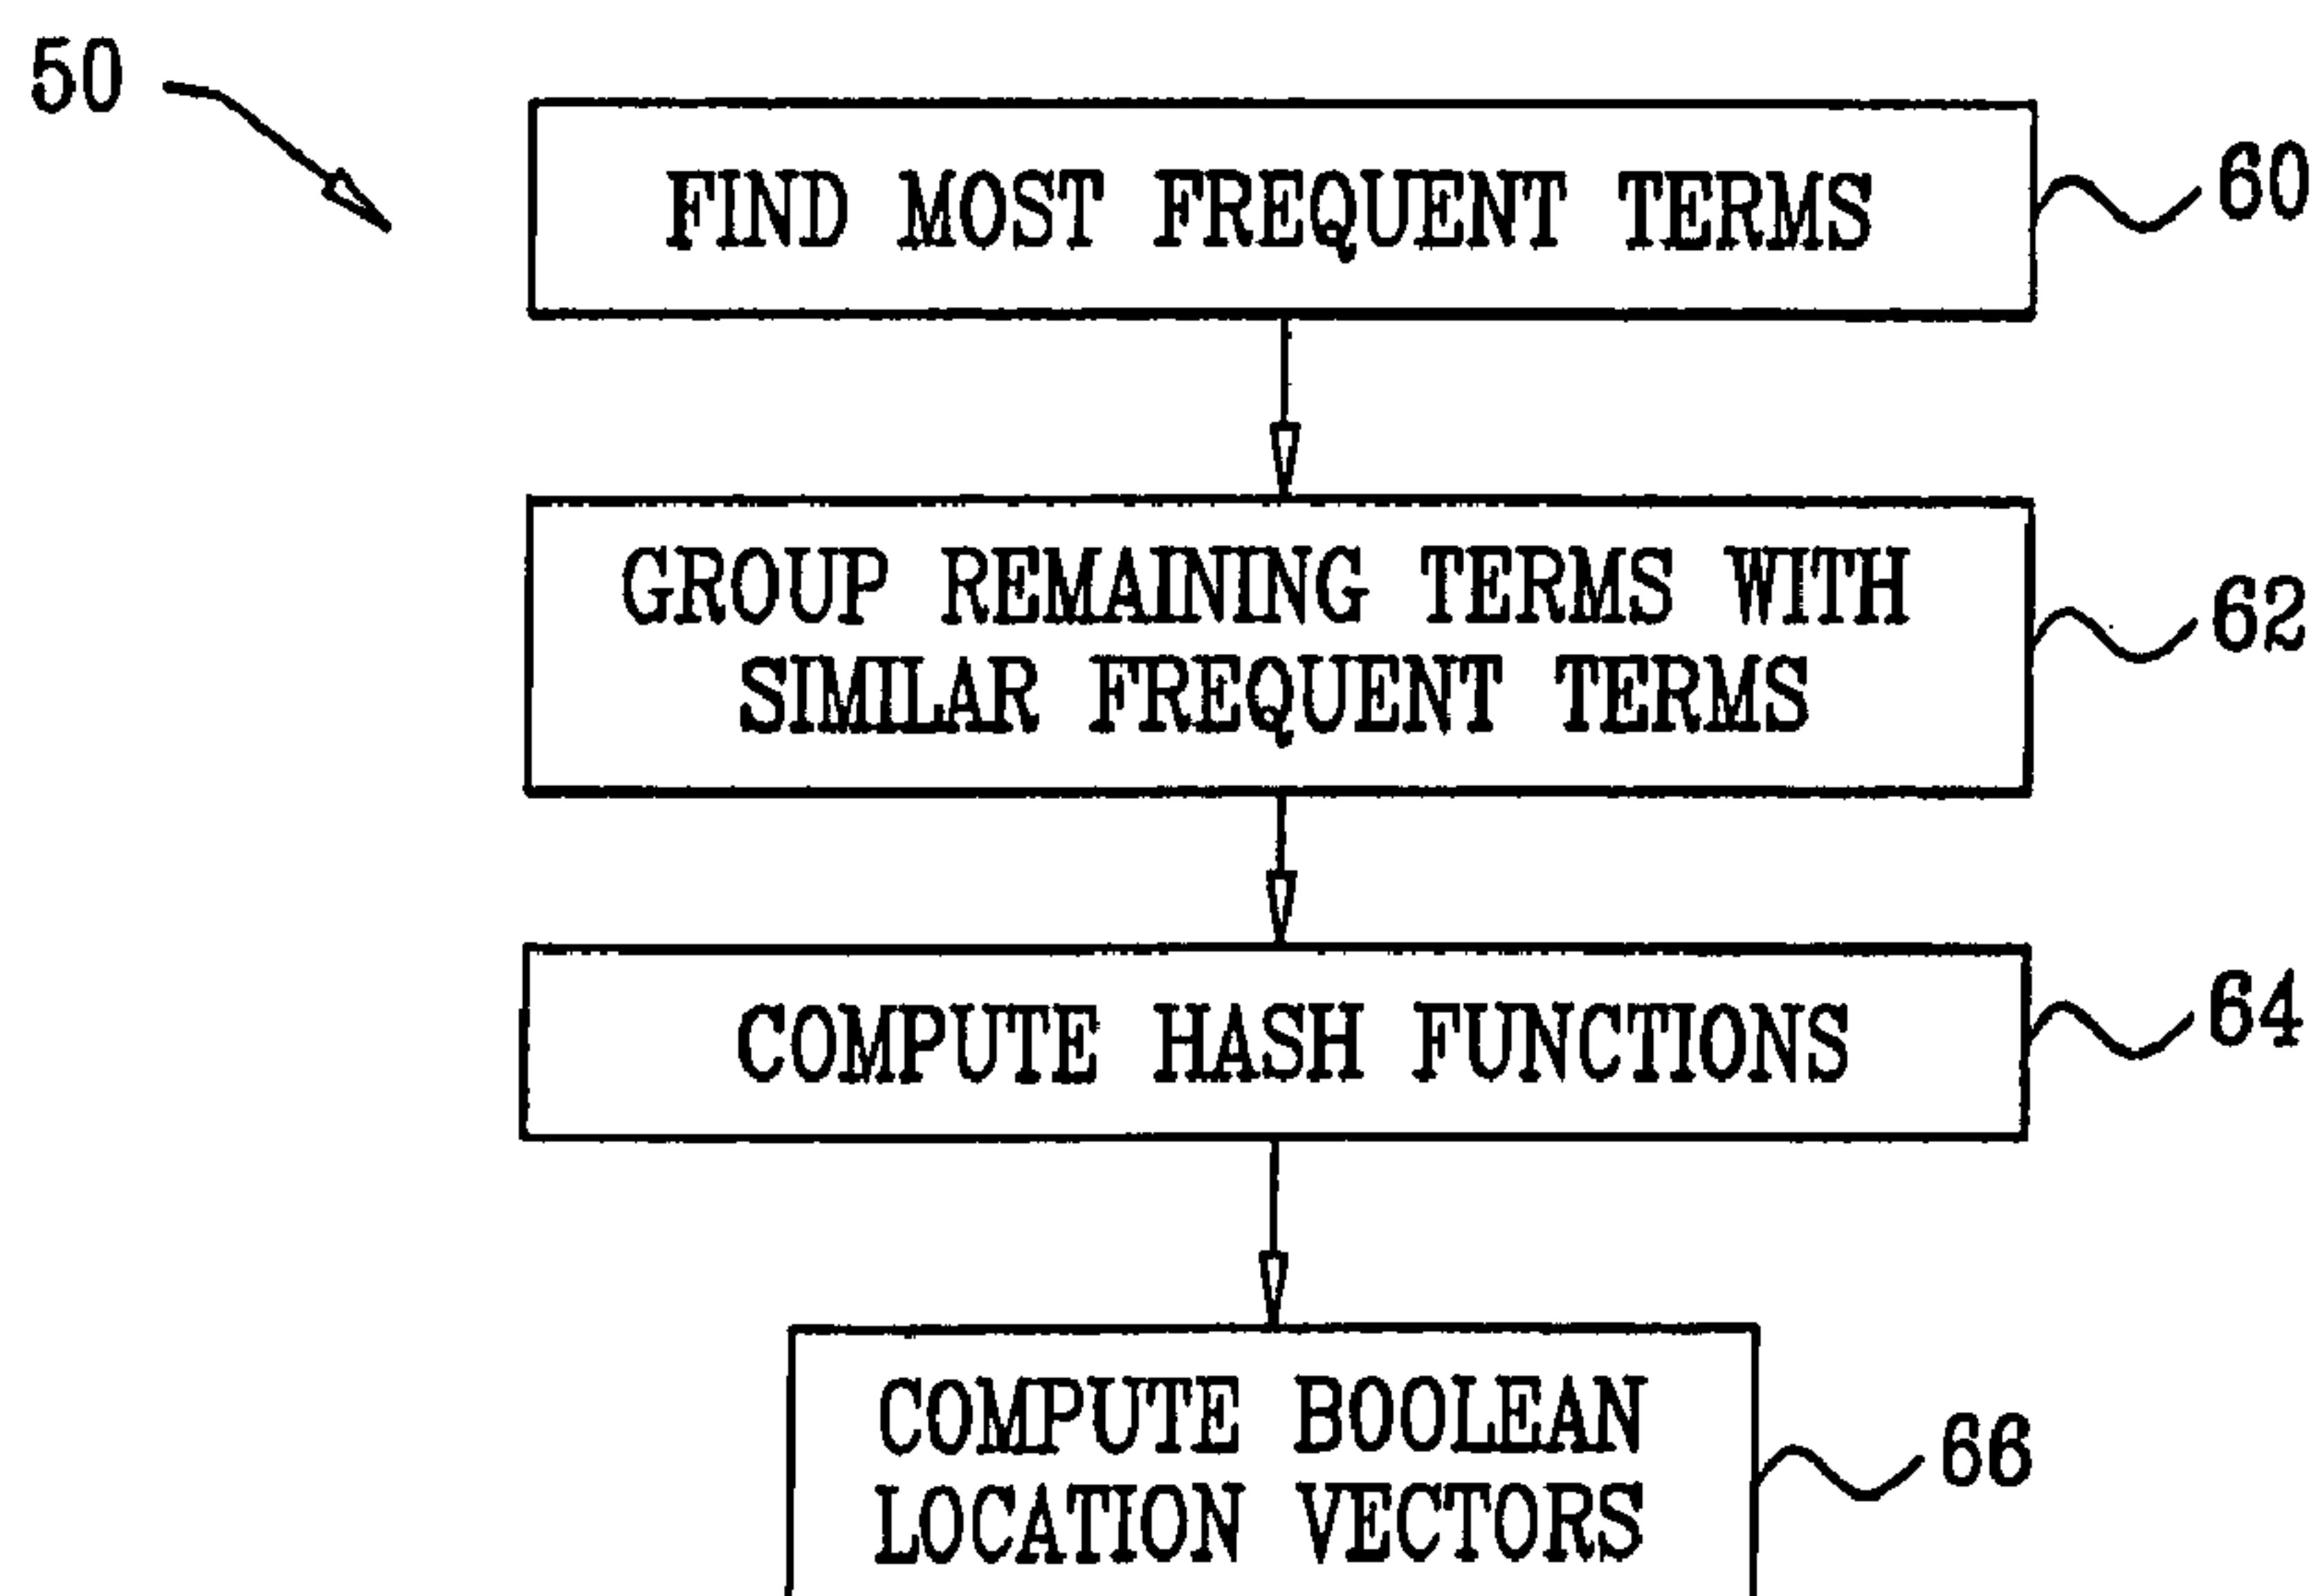 50
FIND MOST FREQUENT TERMS
60
GROUP REMAINING TERMS WITH
SIMILAR FREQUENT TERMS
62
COMPUTE HASH FUNCTIONS
64
COMPUTE BOOLEAN
LOCATION VECTORS
66